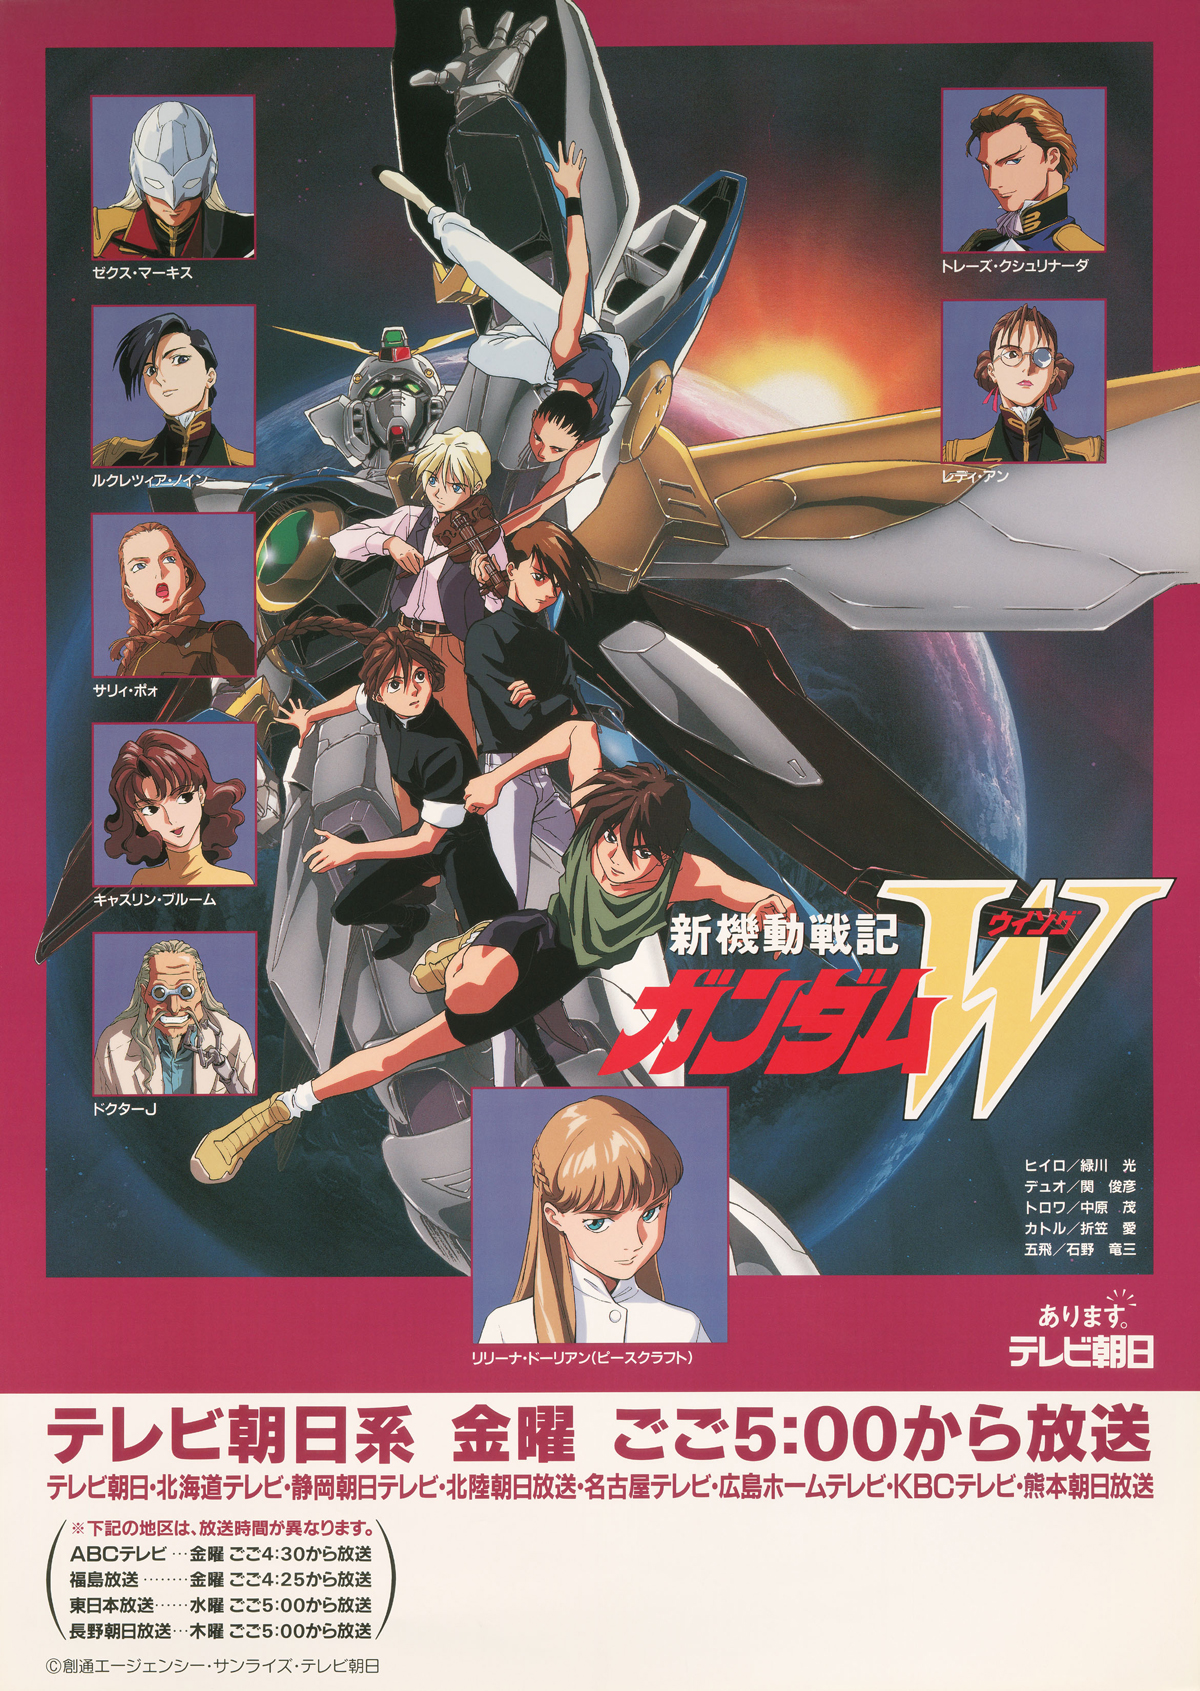 ゼクス・マーキス
トレーズ・クシュリナーダ
ルクレツィア・ノイン
レディ・アン
サリィ・ポォ
キャスリン・ブルーム
ドクターJ
新機動戦記
ガンダムW
ウイング
ヒイロ／緑川 光
デュオ／関 俊彦
トロワ／中原 茂
カトル／折笠 愛
五飛／石野 竜三
リリーナ・ドーリアン(ピースクラフト)
あります。
テレビ朝日
テレビ朝日系 金曜 ごご5:00から放送
テレビ朝日・北海道テレビ・静岡朝日テレビ・北陸朝日放送・名古屋テレビ・広島ホームテレビ・KBCテレビ・熊本朝日放送
※下記の地区は、放送時間が異なります。
ABCテレビ…金曜 ごご4:30から放送
福島放送………金曜 ごご4:25から放送
東日本放送……水曜 ごご5:00から放送
長野朝日放送…木曜 ごご5:00から放送
©創通エージェンシー・サンライズ・テレビ朝日